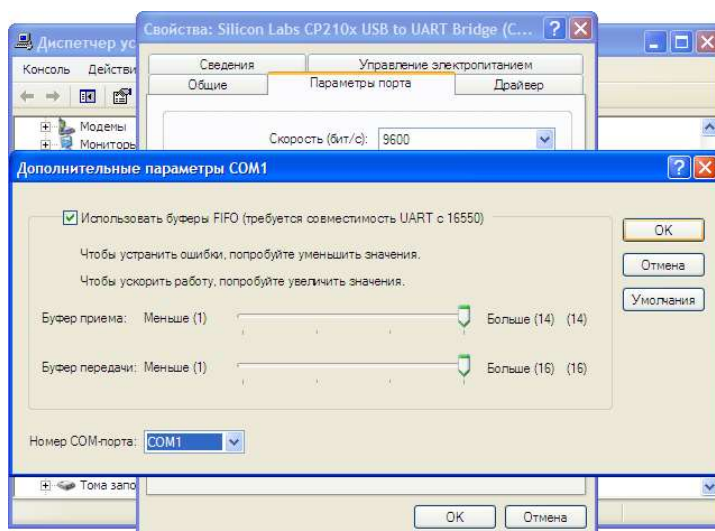 Диспетчер ус
Свойства: Silicon Labs CP210x USB to UART Bridge (C...
Консоль Действи
Сведения Управление электропитанием
Общие Параметры порта Драйвер
Модемы
Мониторы
Скорость (бит/с): 9600
Дополнительные параметры COM1
Использовать буферы FIFO (требуется совместимость UART с 16550)
OK
Чтобы устранить ошибки, попробуйте уменьшить значения.
Отмена
Чтобы ускорить работу, попробуйте увеличить значения.
Умолчания
Буфер приема: Меньше (1) Больше (14) (14)
Буфер передачи: Меньше (1) Больше (16) (16)
Номер COM-порта: COM1
Тома запо
OK Отмена